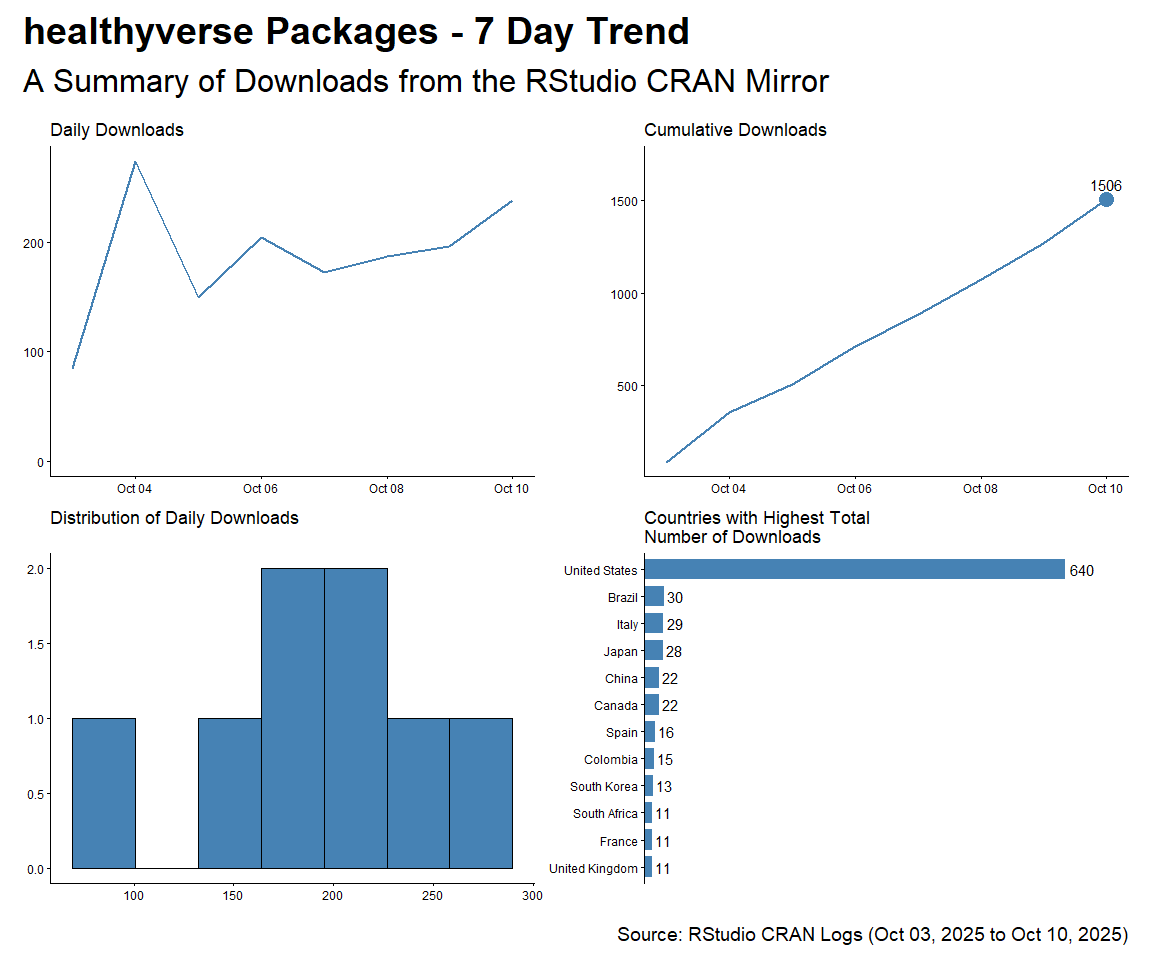 healthyverse Packages - 7 Day Trend
A Summary of Downloads from the RStudio CRAN Mirror
Daily Downloads
200
100
0
Oct 04 Oct 06 Oct 08 Oct 10
Cumulative Downloads
1506
1500
1000
500
Oct 04 Oct 06 Oct 08 Oct 10
Distribution of Daily Downloads
2.0
1.5
1.0
0.5
0.0
100 150 200 250 300
Countries with Highest Total
Number of Downloads
United States 640
Brazil 30
Italy 29
Japan 28
China 22
Canada 22
Spain 16
Colombia 15
South Korea 13
South Africa 11
France 11
United Kingdom 11
Source: RStudio CRAN Logs (Oct 03, 2025 to Oct 10, 2025)